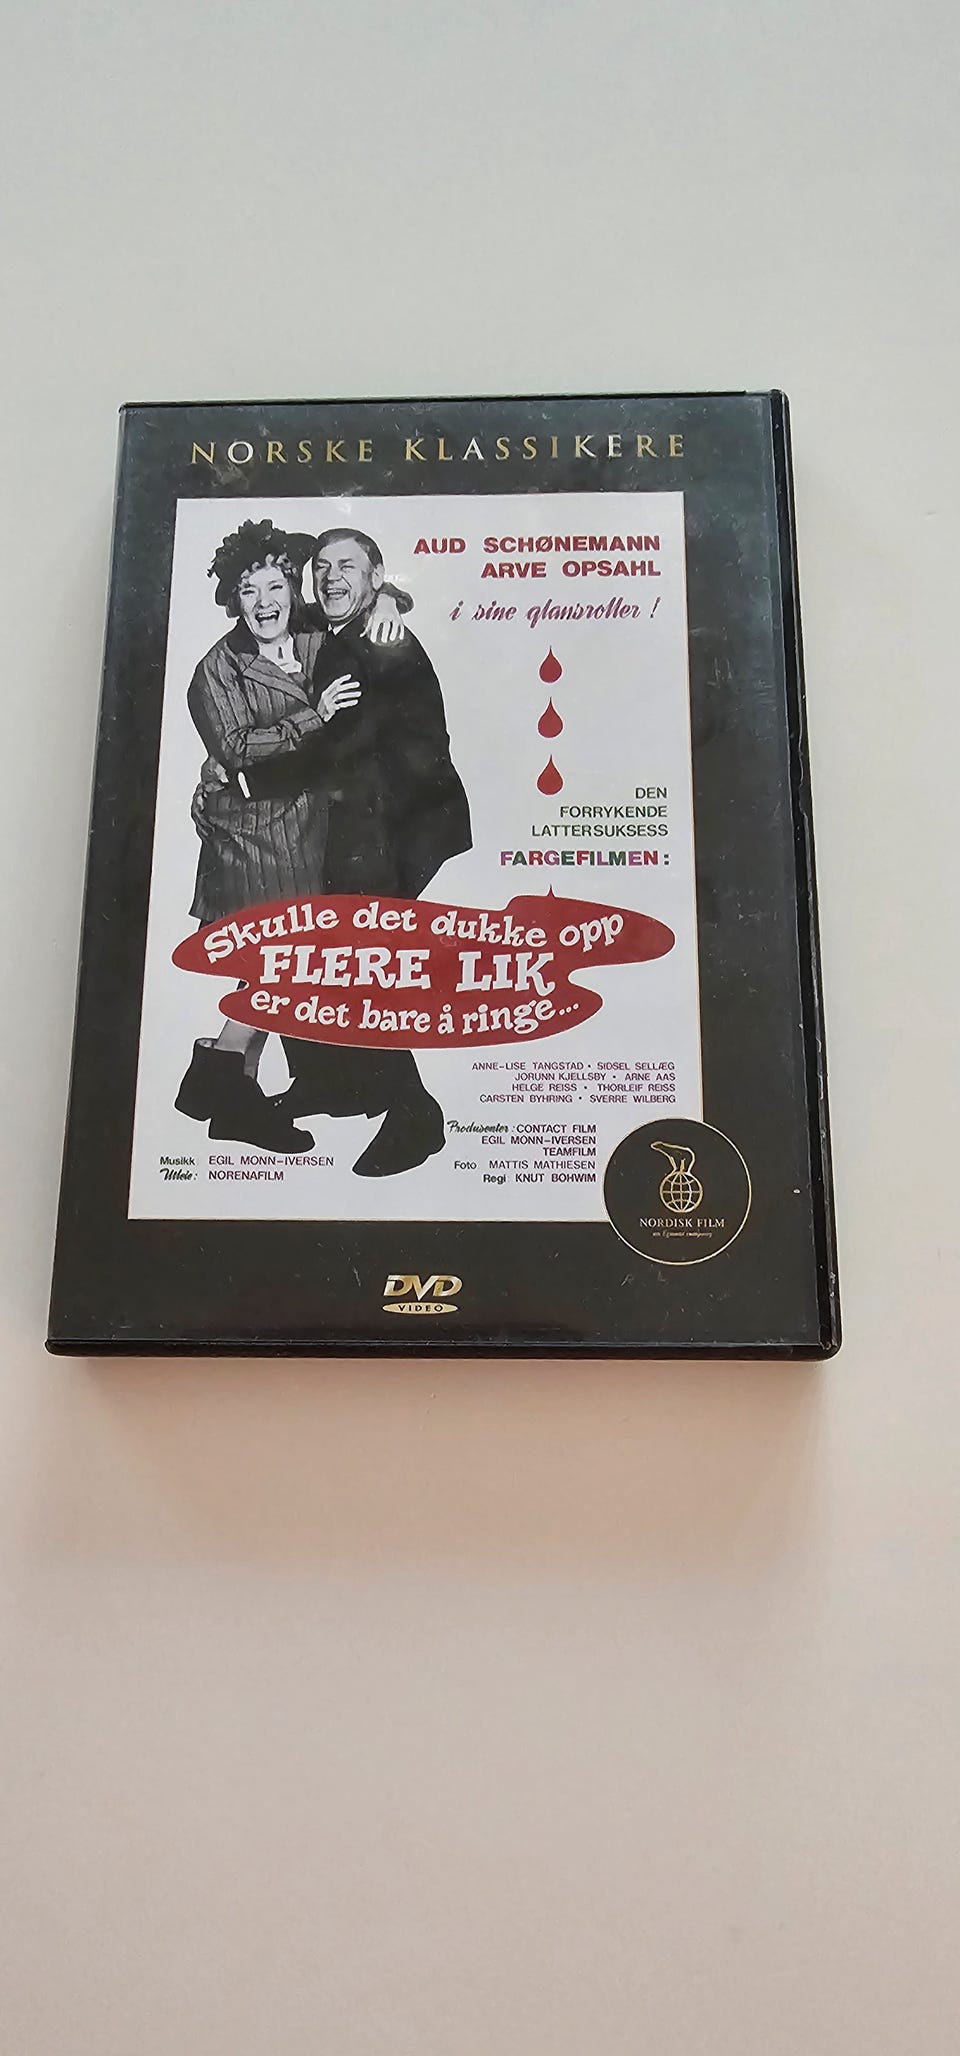 NORSKE KLASSIKERE
AUD SCHØNEMANN
ARVE OPSAHL
i sine glansroller !
DEN
FORRYKENDE
LATTERSUKSESS
FARGEFILMEN :
Skulle det dukke opp
FLERE LIK
er det bare å ringe...
ANNE-LISE TANGSTAD • SIDSEL SELLÆG
JORUNN KJELLSBY • ARNE AAS
HELGE REISS • THORLEIF REISS
CARSTEN BYHRING • SVERRE WILBERG
Produsenter : CONTACT FILM
EGIL MONN-IVERSEN
TEAMFILM
Foto MATTIS MATHIESEN
Regi KNUT BOHWIM
Musikk EGIL MONN-IVERSEN
Utleie : NORENAFILM
NORDISK FILM
an Egmont company
DVD
VIDEO